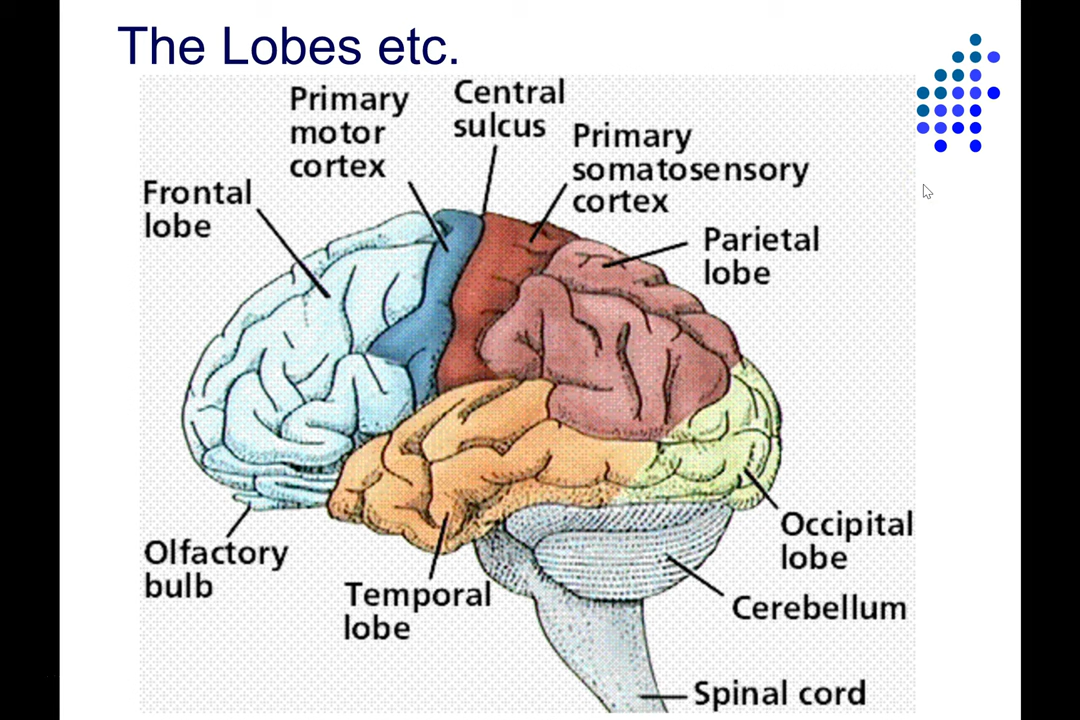 The Lobes etc.
Primary
motor
cortex
Central
sulcus
Primary
somatosensory
cortex
Frontal
lobe
Parietal
lobe
Occipital
lobe
Olfactory
bulb
Temporal
lobe
Cerebellum
Spinal cord